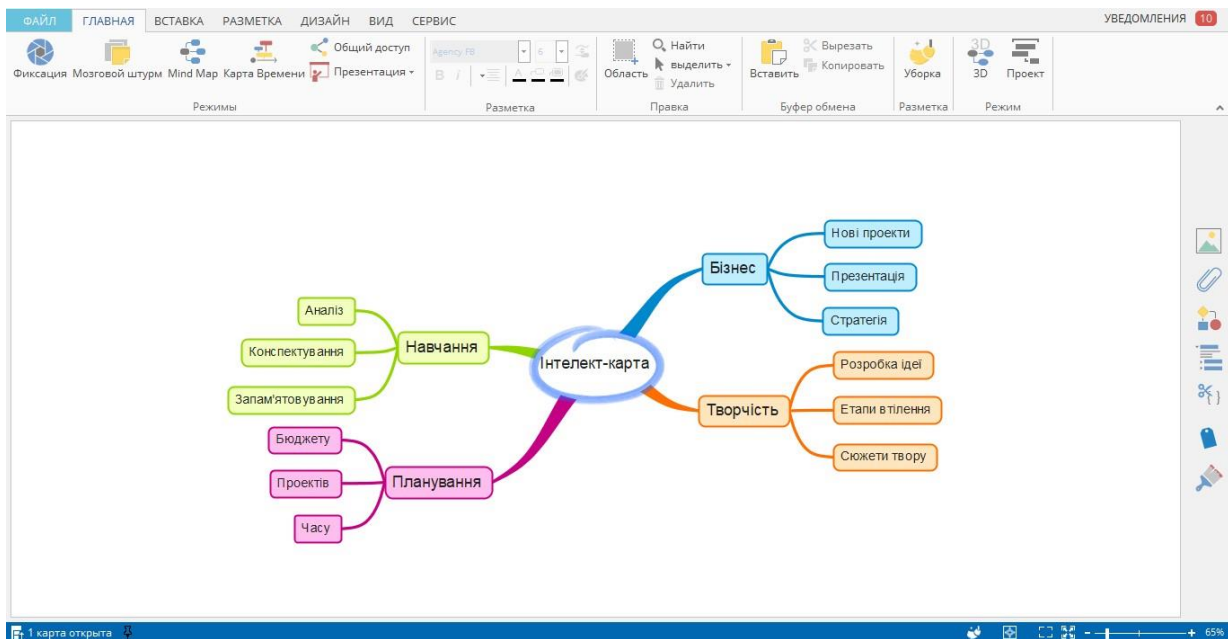 ФАЙЛ ГЛАВНАЯ ВСТАВКА РАЗМЕТКА ДИЗАЙН ВИД СЕРВИС УВЕДОМЛЕНИЯ 10
Фиксация Мозговой штурм Mind Map Карта Времени
Общий доступ
Презентация
Режимы
Agency FB 6
B I A
Разметка
Область
Найти
выделить
Удалить
Правка
Вставить
Вырезать
Копировать
Буфер обмена
Уборка
Разметка
3D
3D Проект
Режим
Інтелект-карта
Бізнес
Нові проекти
Презентація
Стратегія
Творчість
Розробка ідеї
Етапи втілення
Сюжети твору
Навчання
Аналіз
Конспектування
Запам'ятовування
Планування
Бюджету
Проектів
Часу
1 карта открыта
65%